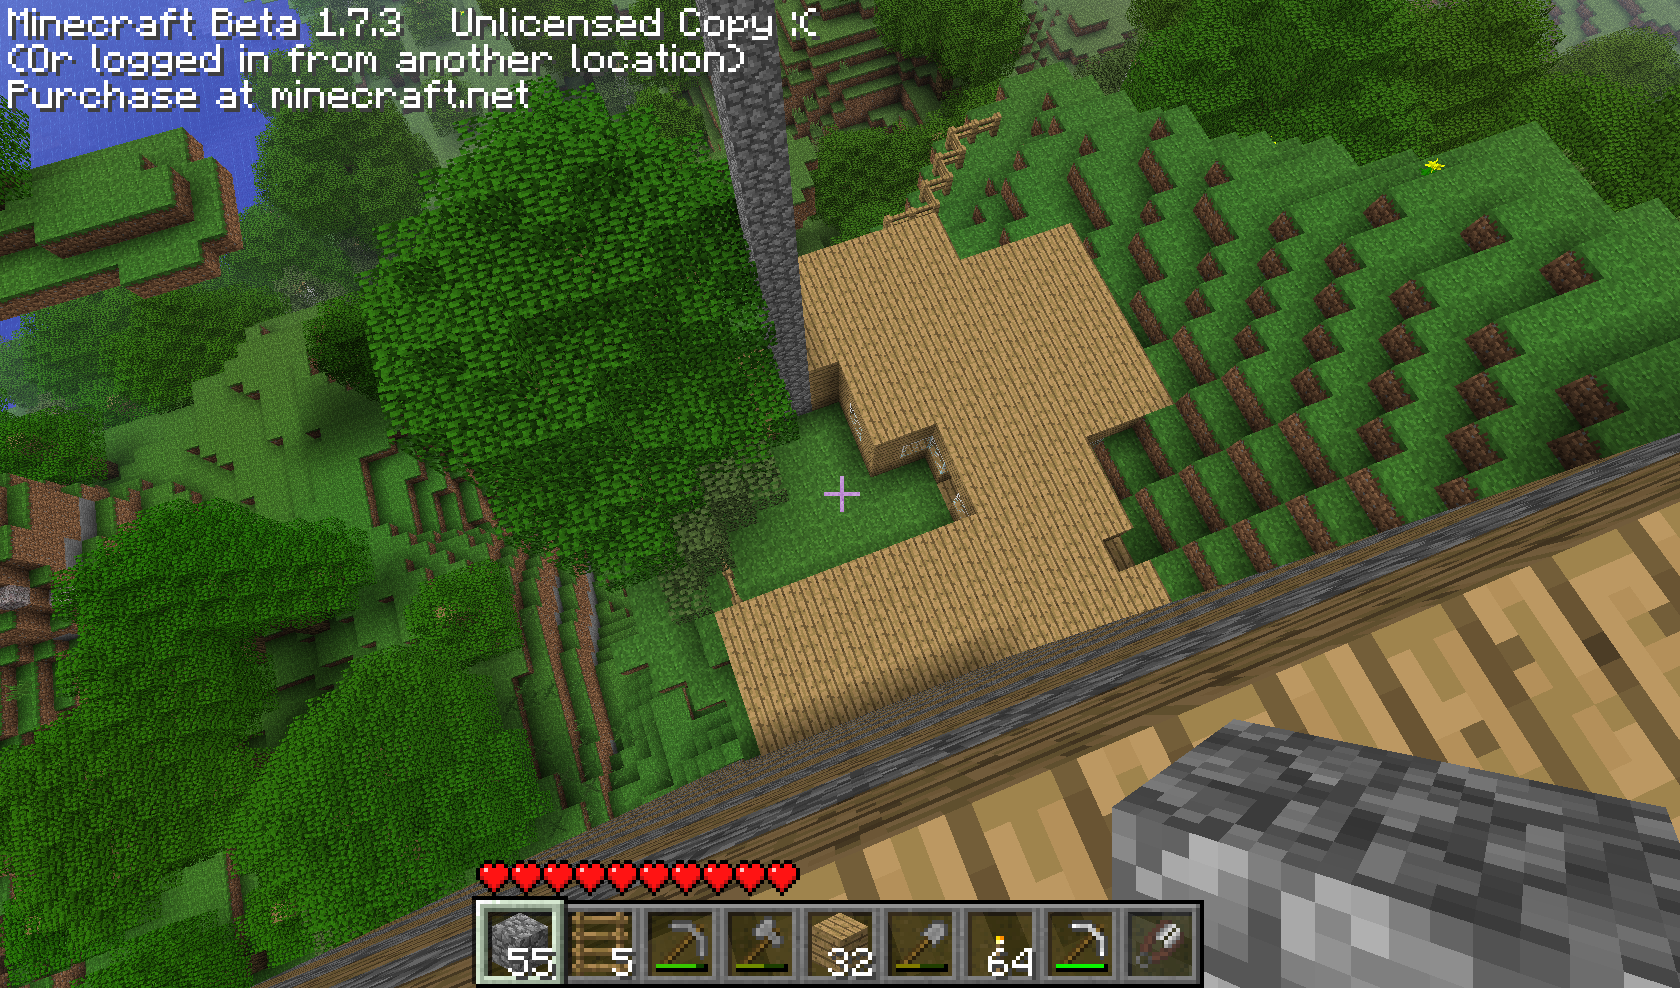 Minecraft Beta 1.7.3   Unlicensed Copy :(
(Or logged in from another location)
Purchase at minecraft.net
55 5 32 64